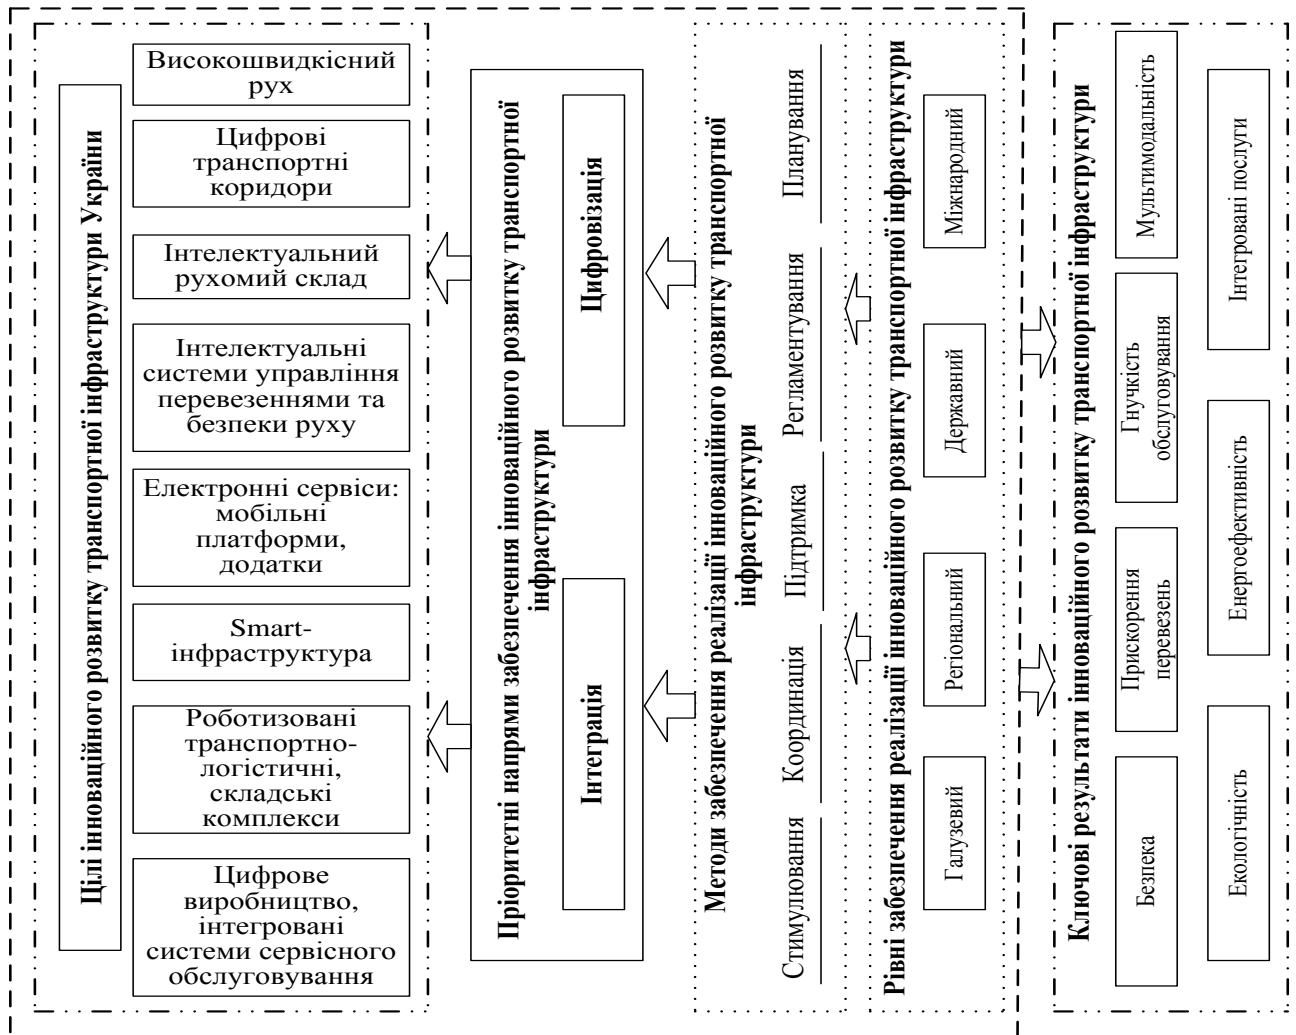 Цілі інноваційного розвитку транспортної інфраструктури України
Високошвидкісний
рух
Цифрові
транспортні
коридори
Інтелектуальний
рухомий склад
Інтелектуальні
системи управління
перевезеннями та
безпеки руху
Електронні сервіси:
мобільні
платформи,
додатки
Smart-
інфраструктура
Роботизовані
транспортно-
логістичні,
складські
комплекси
Цифрове
виробництво,
інтегровані
системи сервісного
обслуговування
Пріоритетні напрями забезпечення інноваційного розвитку транспортної
інфраструктури
Інтеграція
Цифровізація
Методи забезпечення реалізації інноваційного розвитку транспортної
інфраструктури
Стимулювання
Координація
Підтримка
Регламентування
Планування
Рівні забезпечення реалізації інноваційного розвитку транспортної інфраструктури
Галузевий
Регіональний
Державний
Міжнародний
Ключові результати інноваційного розвитку транспортної інфраструктури
Безпека
Прискорення
перевезень
Гнучкість
обслуговування
Мультимодальність
Екологічність
Енергоефективність
Інтегровані послуги